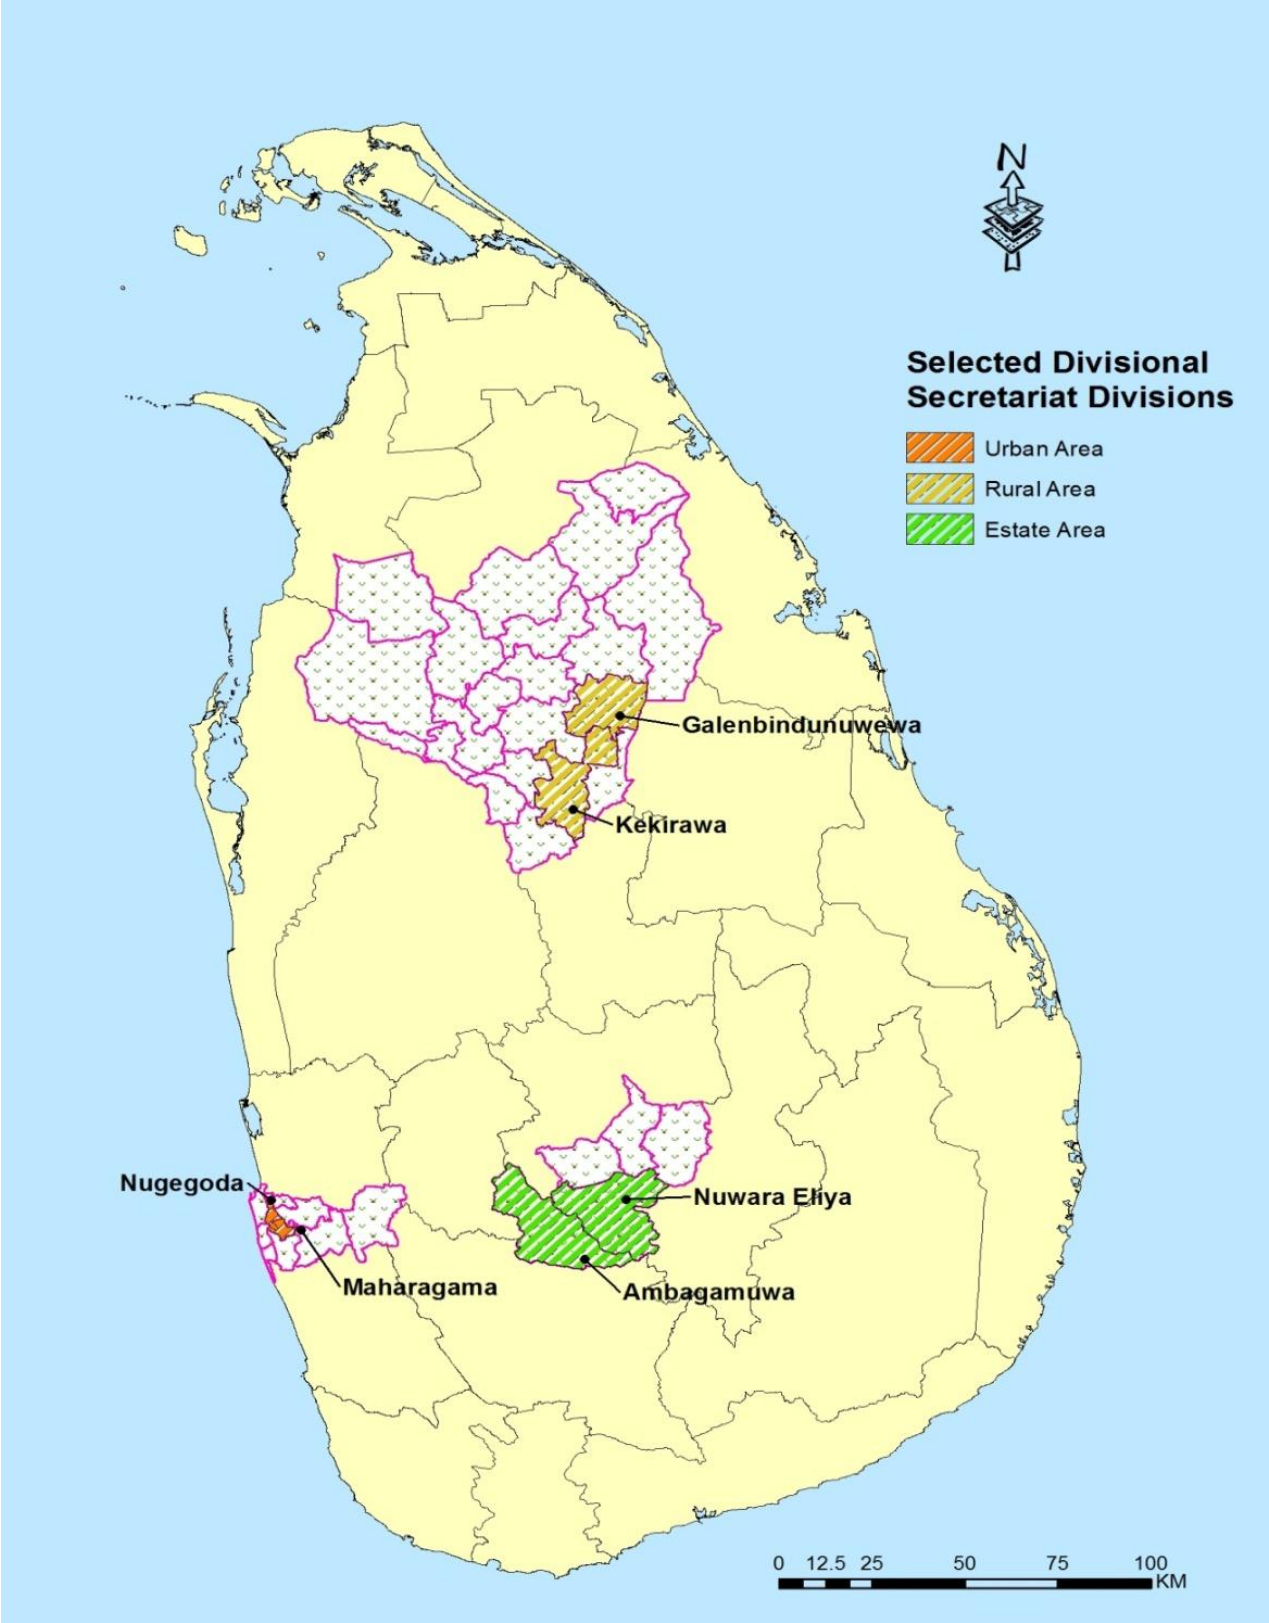 N
Selected Divisional
Secretariat Divisions
Urban Area
Rural Area
Estate Area
Galenbindunuwewa
Kekirawa
Nugegoda
Nuwara Eliya
Maharagama
Ambagamuwa
0 12.5 25 50 75 100
KM